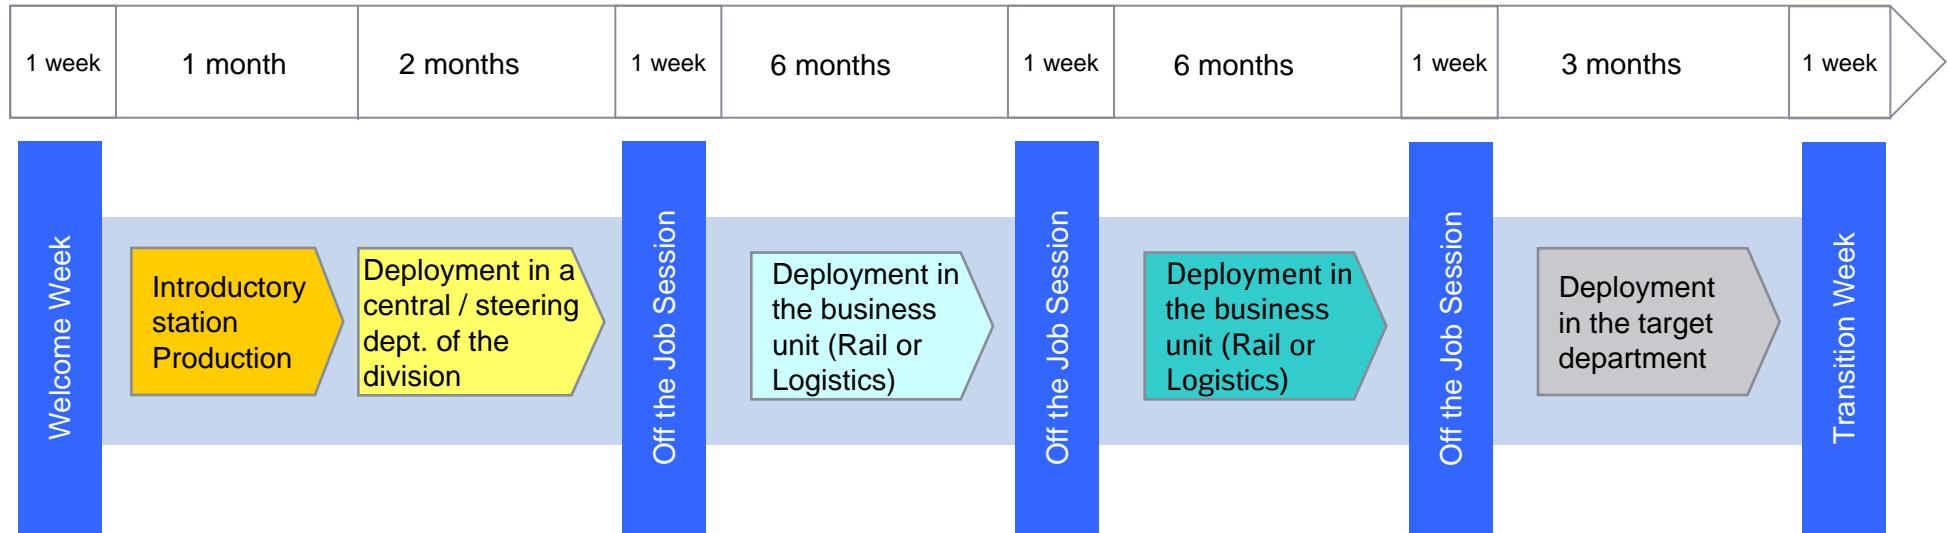 1 week
1 month
2 months
1 week
6 months
1 week
6 months
1 week
3 months
1 week
Welcome Week
Introductory
station
Production
Deployment in a
central / steering
dept. of the
division
Off the Job Session
Deployment in
the business
unit (Rail or
Logistics)
Off the Job Session
Deployment in
the business
unit (Rail or
Logistics)
Off the Job Session
Deployment
in the target
department
Transition Week